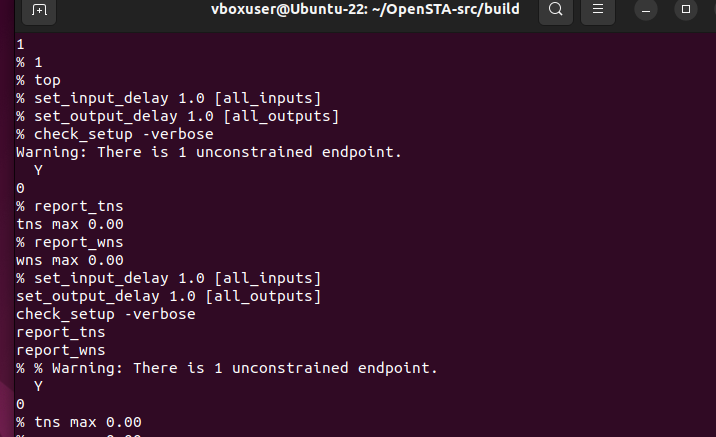 vboxuser@Ubuntu-22: ~/OpenSTA-src/build
1
% 1
% top
% set_input_delay 1.0 [all_inputs]
% set_output_delay 1.0 [all_outputs]
% check_setup -verbose
Warning: There is 1 unconstrained endpoint.
  Y
0
% report_tns
tns max 0.00
% report_wns
wns max 0.00
% set_input_delay 1.0 [all_inputs]
set_output_delay 1.0 [all_outputs]
check_setup -verbose
report_tns
report_wns
% % Warning: There is 1 unconstrained endpoint.
  Y
0
% tns max 0.00